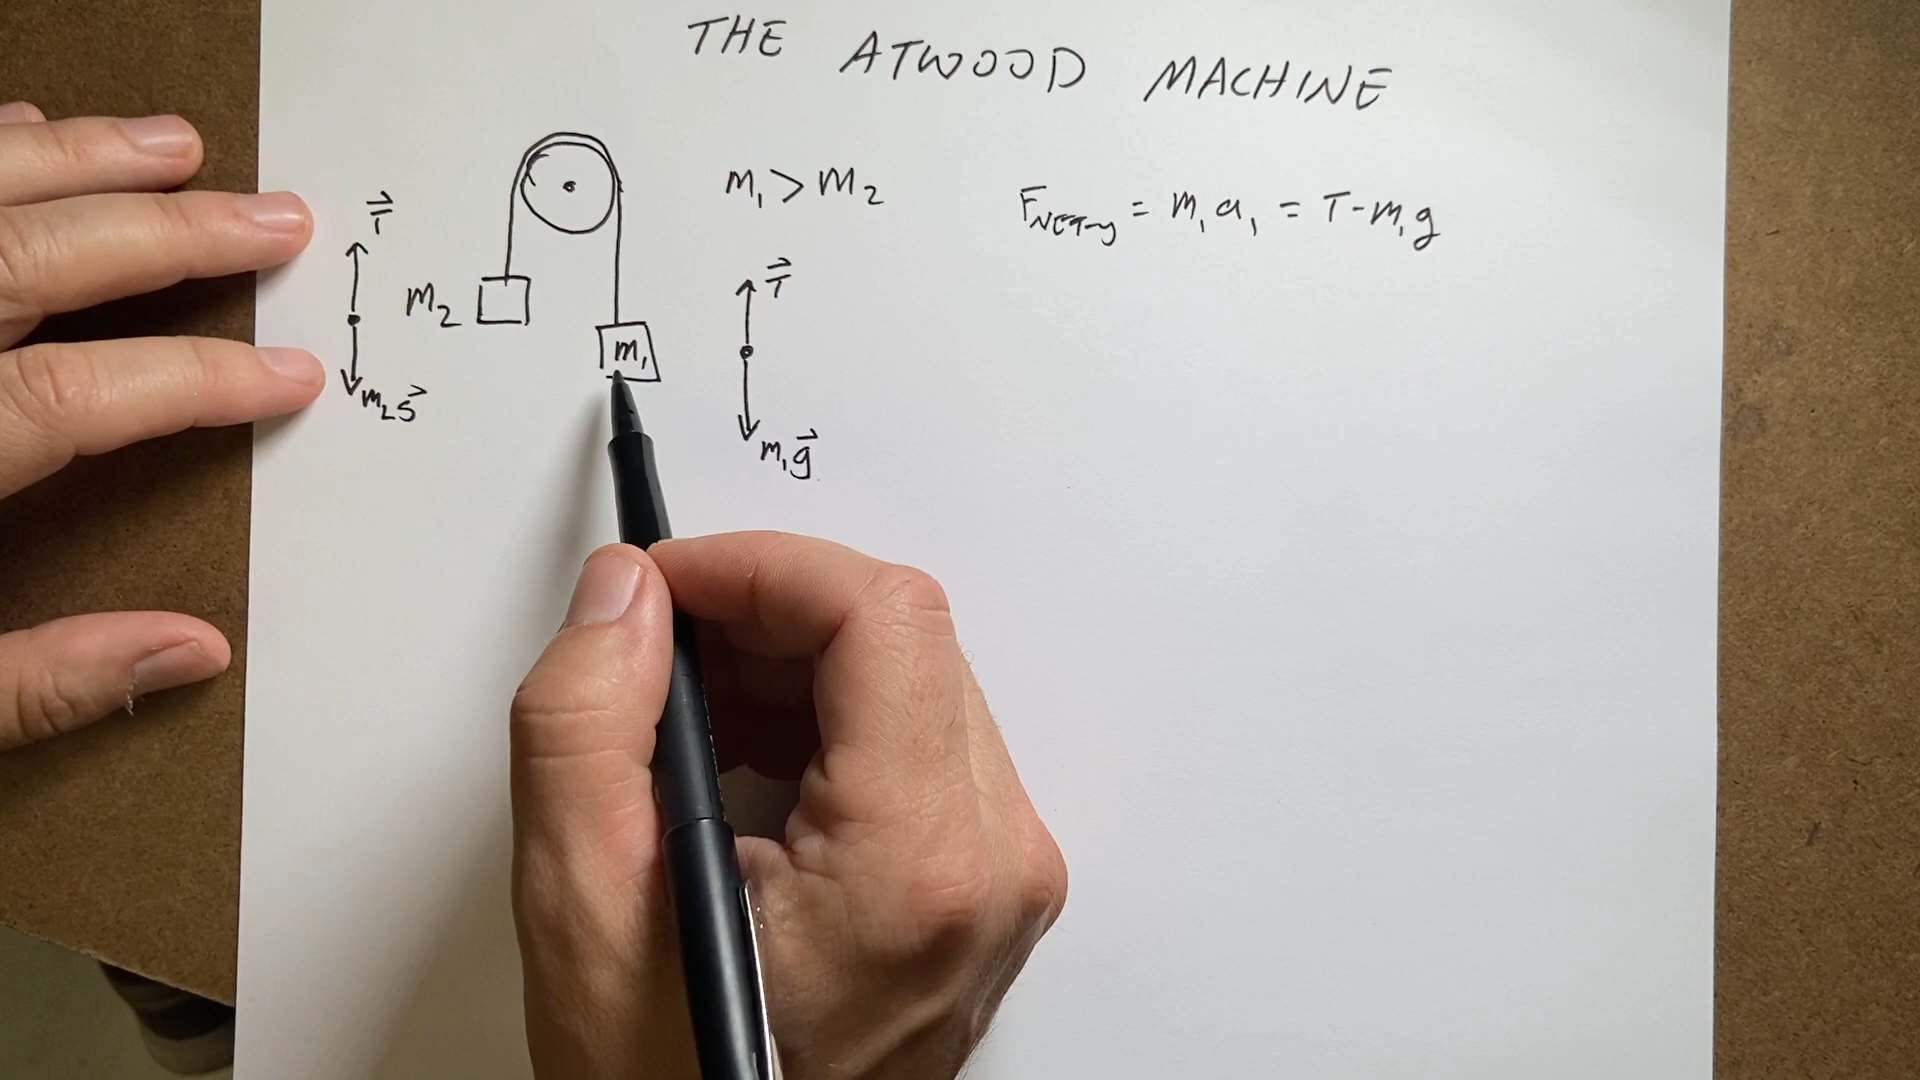 THE ATWOOD MACHINE
m₁ > m₂
F_NET-y = m₁a₁ = T - m₁g
T⃗
m₂
m₂g⃗
m₁
T⃗
m₁g⃗